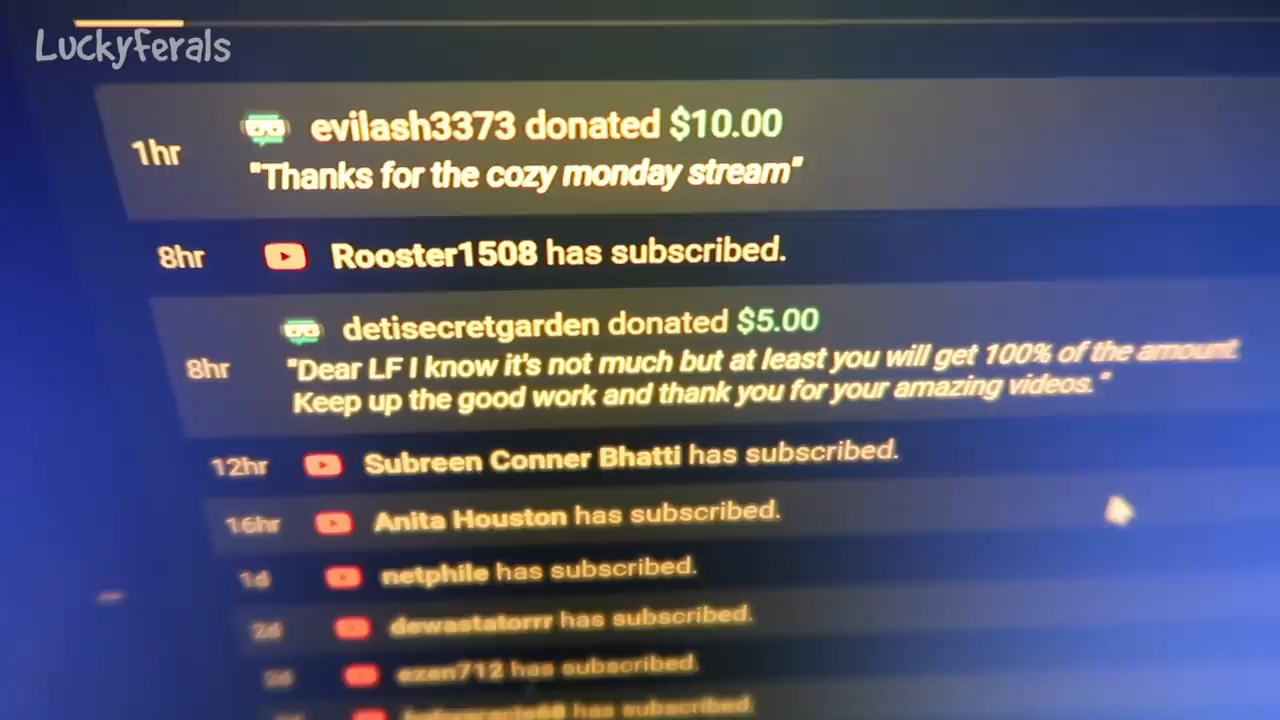 Luckyferals
1hr
evilash3373 donated $10.00
"Thanks for the cozy monday stream"
8hr
Rooster1508 has subscribed.
8hr
detisecretgarden donated $5.00
"Dear LF I know it's not much but at least you will get 100% of the amount.
Keep up the good work and thank you for your amazing videos."
12hr
Subreen Conner Bhatti has subscribed.
16hr
Anita Houston has subscribed.
1d
netphile has subscribed.
2d
dewastatorrr has subscribed.
2d
ezen712 has subscribed.
has subscribed.